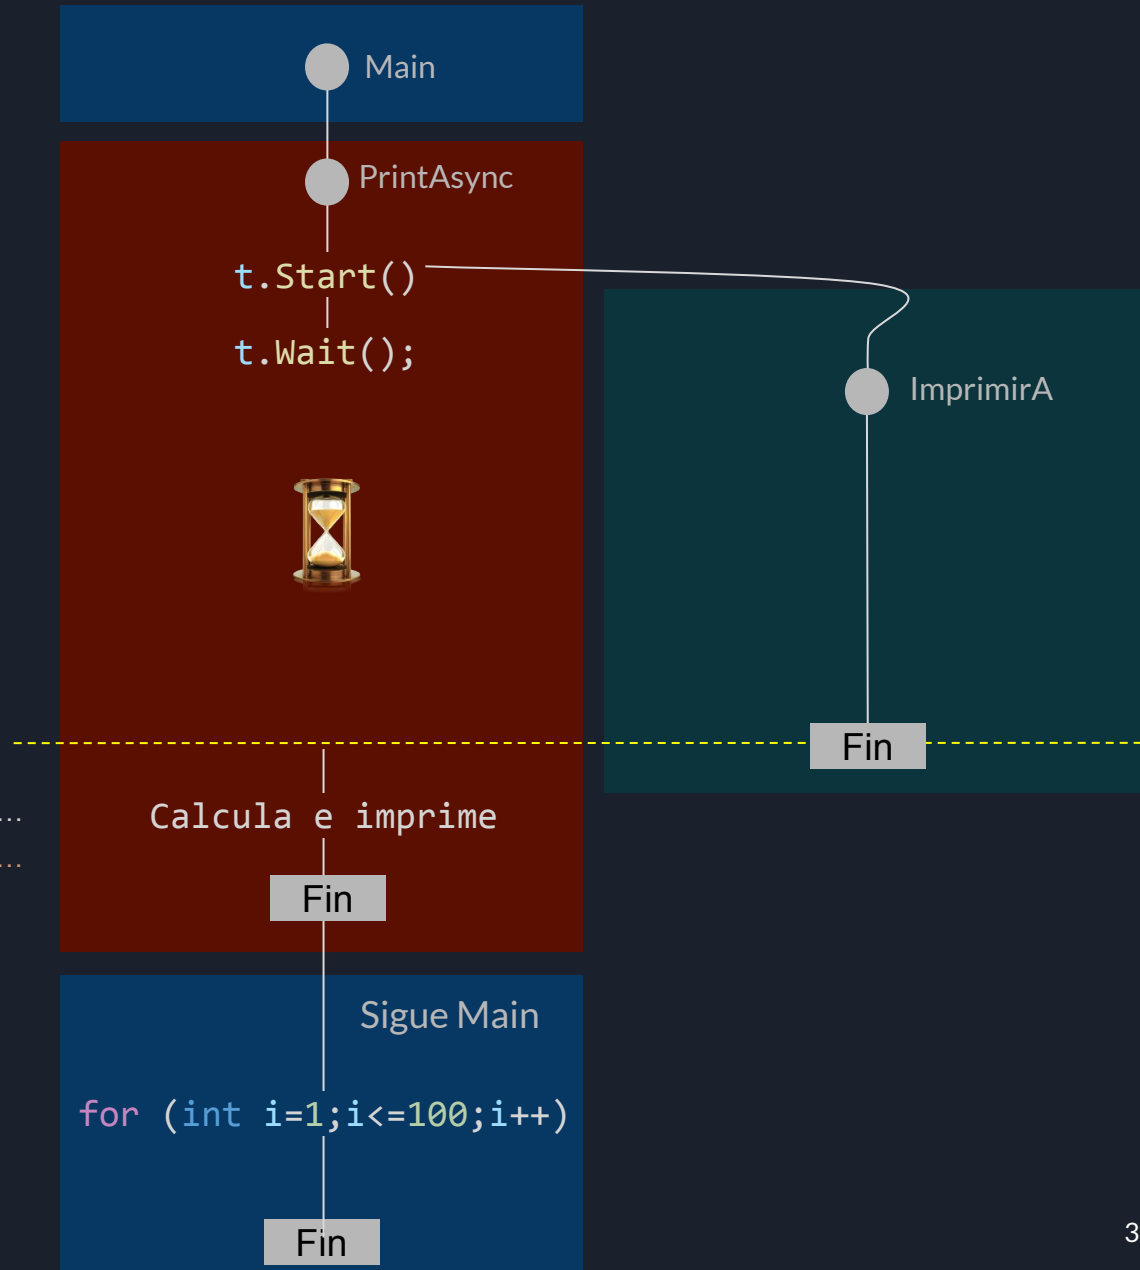 Main
PrintAsync
t.Start()
t.Wait();
ImprimirA
Fin
...
Calcula e imprime
...
Fin
Sigue Main
for (int i=1;i<=100;i++)
Fin
3